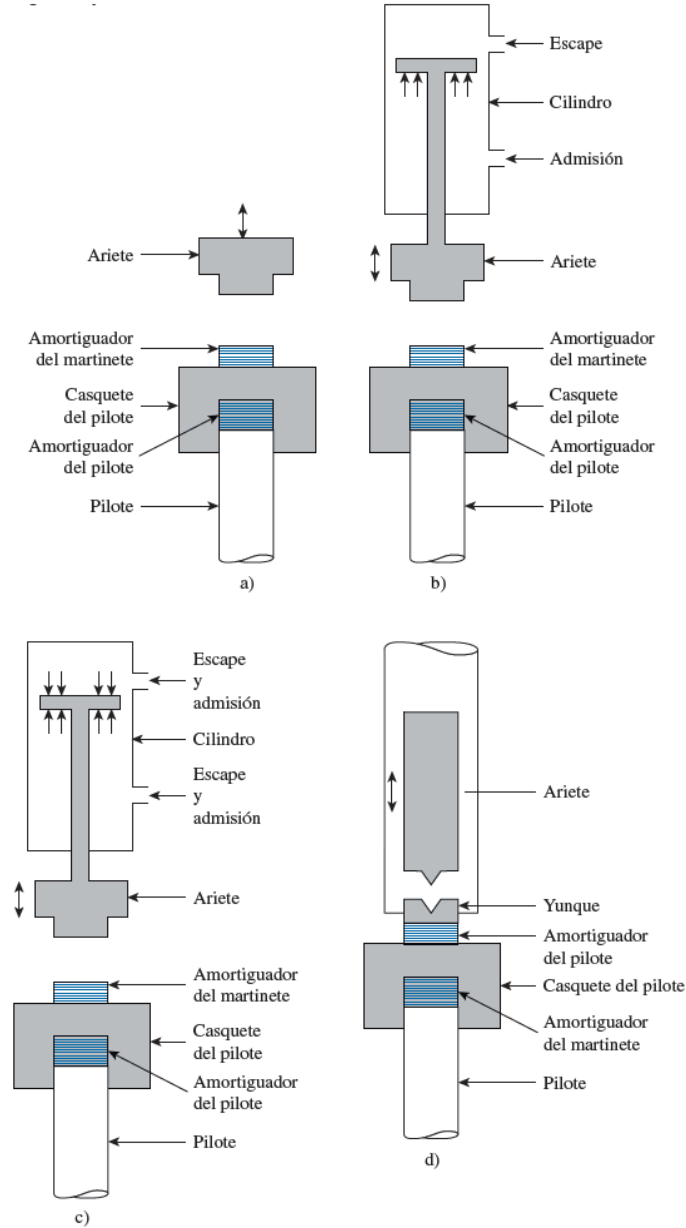 Ariete
Amortiguador
del martinete
Casquete
del pilote
Amortiguador
del pilote
Pilote
a)
Escape
Cilindro
Admisión
Ariete
Amortiguador
del martinete
Casquete
del pilote
Amortiguador
del pilote
Pilote
b)
Escape
y
admisión
Cilindro
Escape
y
admisión
Ariete
Amortiguador
del martinete
Casquete
del pilote
Amortiguador
del pilote
Pilote
c)
Ariete
Yunque
Amortiguador
del pilote
Casquete del pilote
Amortiguador
del martinete
Pilote
d)